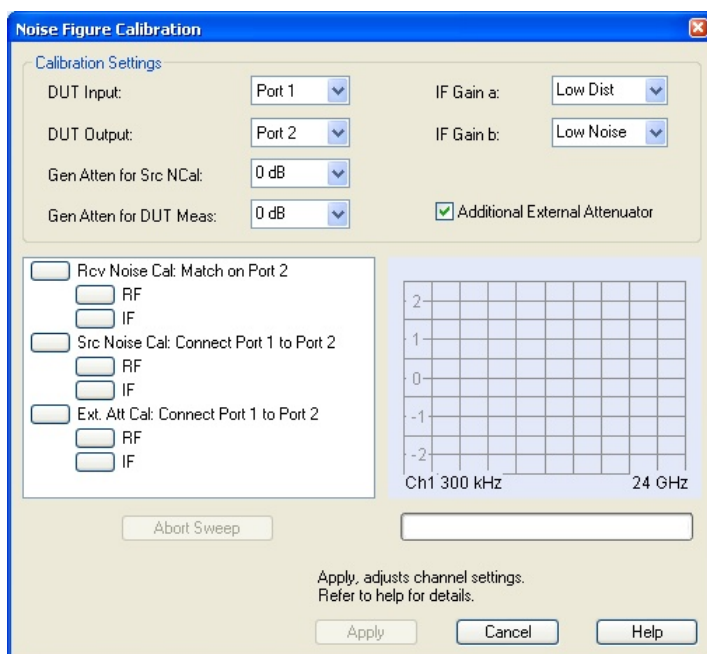 Noise Figure Calibration
Calibration Settings
DUT Input:
Port 1
IF Gain a:
Low Dist
DUT Output:
Port 2
IF Gain b:
Low Noise
Gen Atten for Src NCal:
0 dB
Gen Atten for DUT Meas:
0 dB
Additional External Attenuator
Rcv Noise Cal: Match on Port 2
RF
IF
Src Noise Cal: Connect Port 1 to Port 2
RF
IF
Ext. Att Cal: Connect Port 1 to Port 2
RF
IF
2
1
0
-1
-2
Ch1 300 kHz
24 GHz
Abort Sweep
Apply, adjusts channel settings.
Refer to help for details.
Apply
Cancel
Help